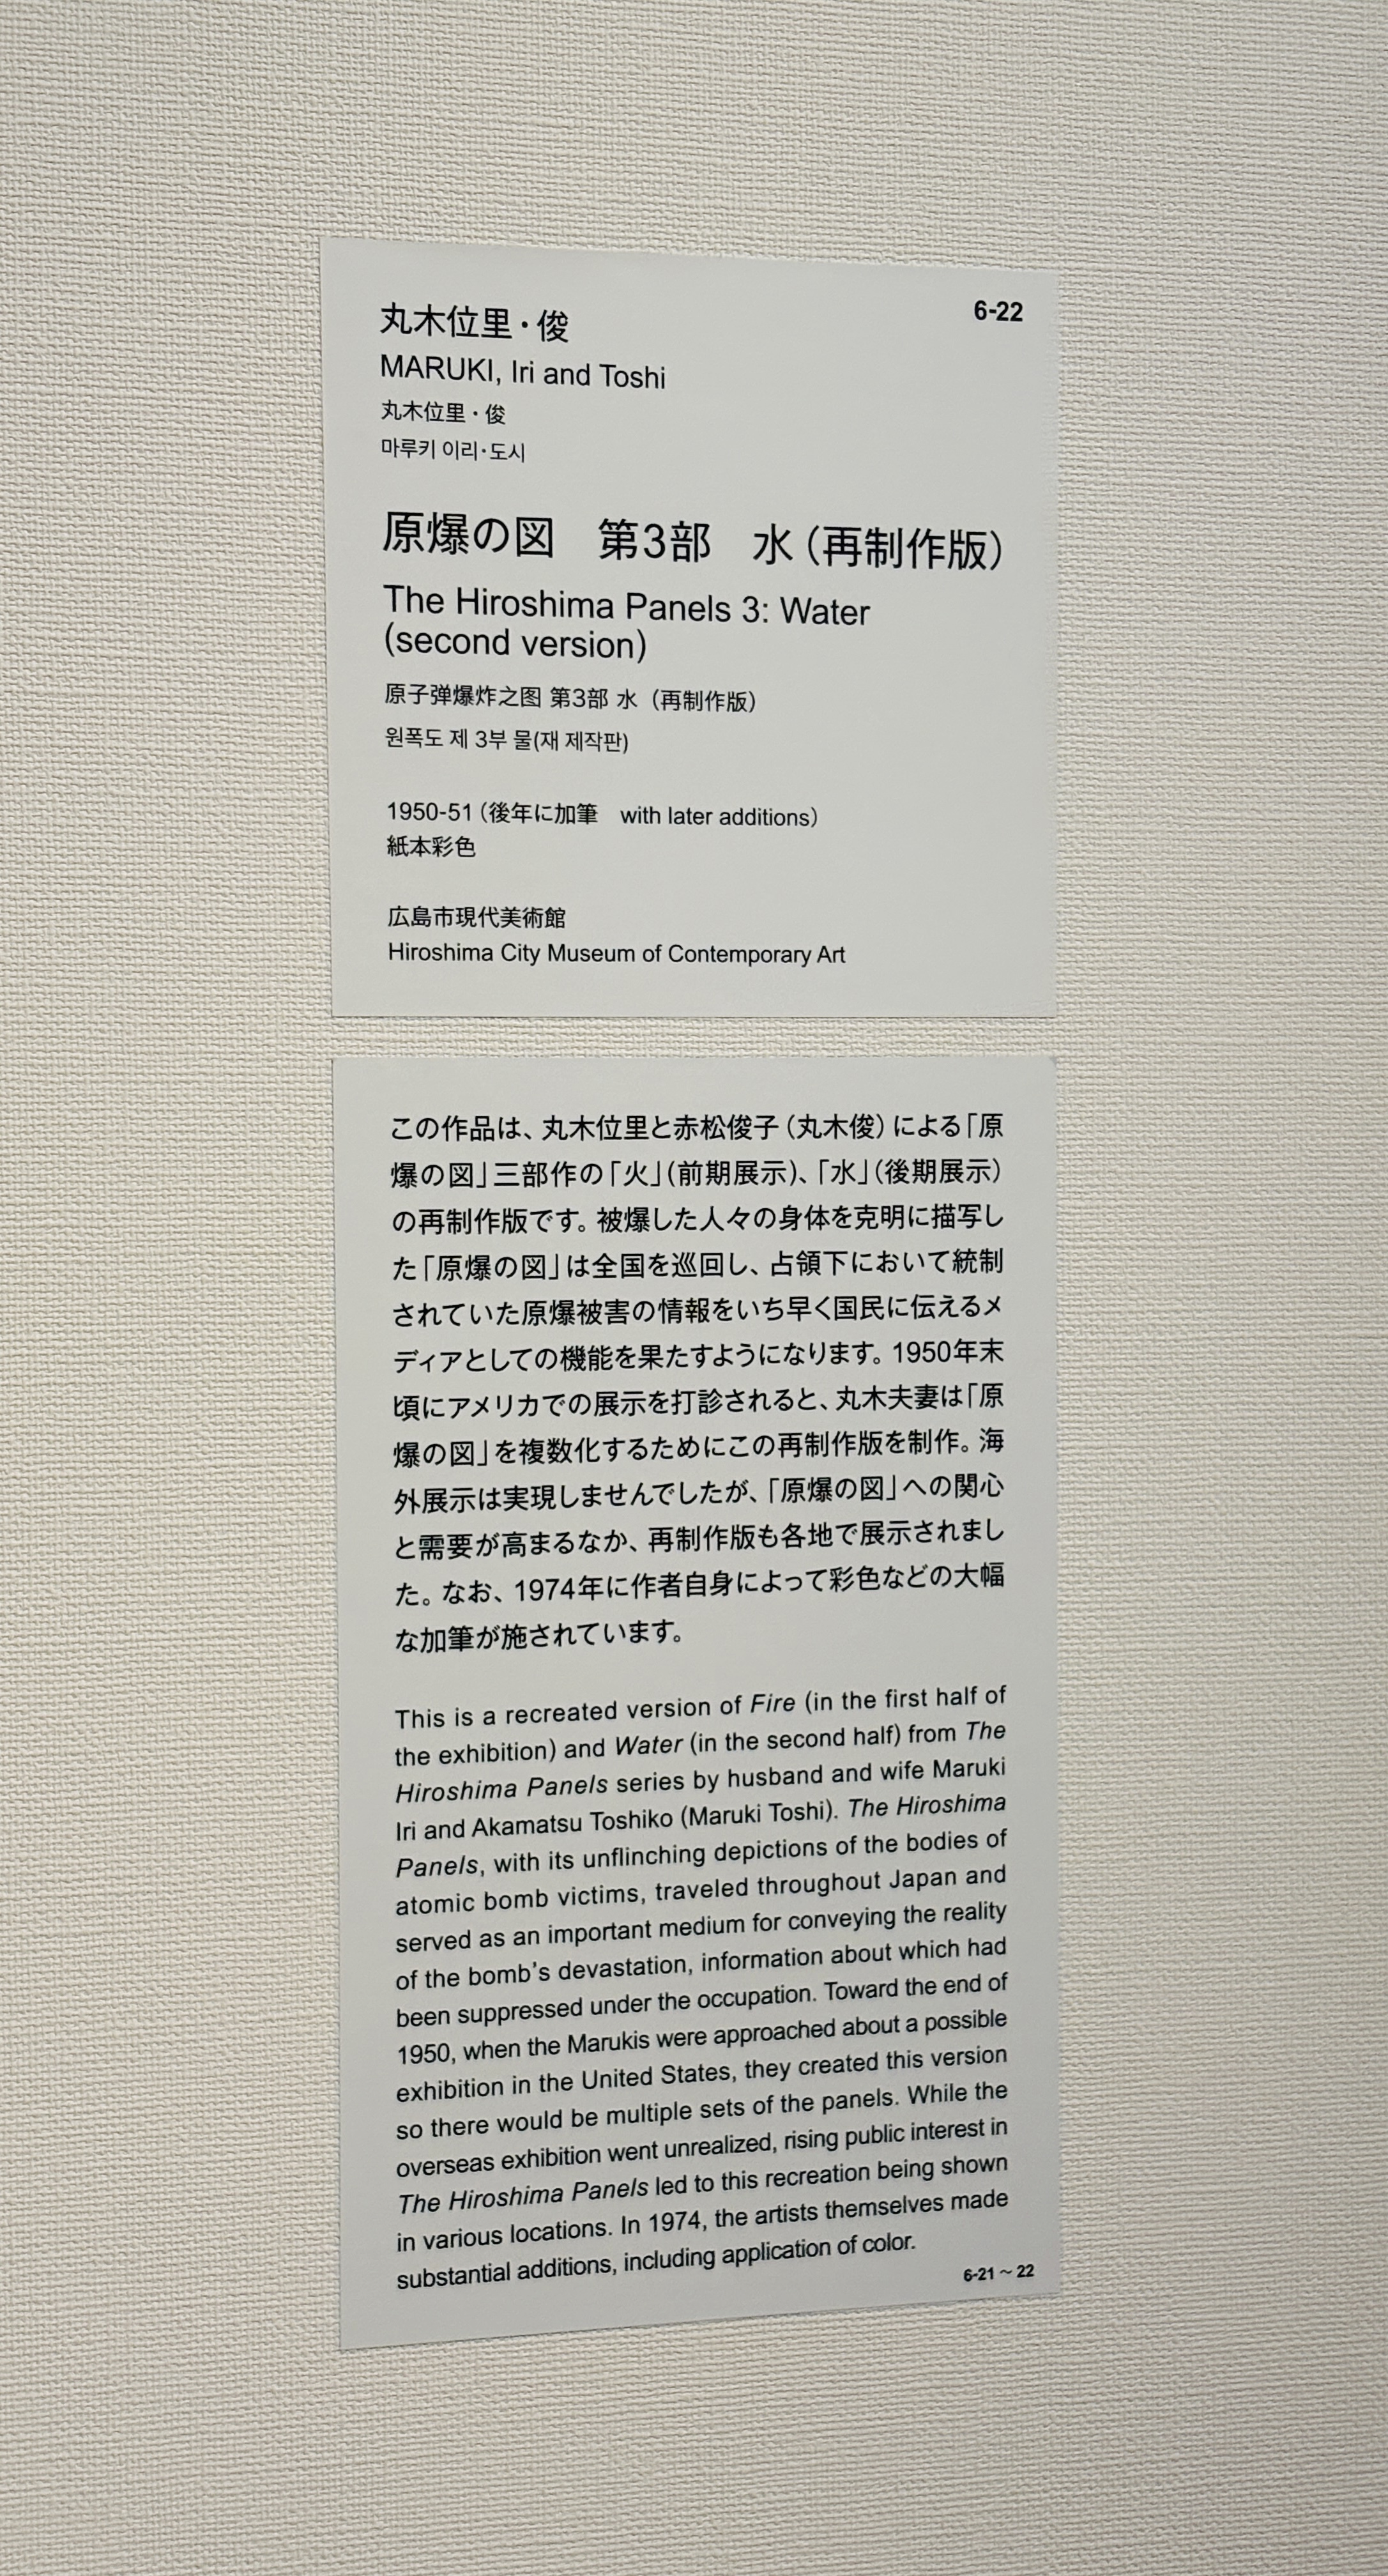 丸木位里・俊
6-22
MARUKI, Iri and Toshi
丸木位里・俊
마루키 이리·도시
原爆の図　第3部　水（再制作版）
The Hiroshima Panels 3: Water
(second version)
原子弹爆炸之图 第3部 水（再制作版）
원폭도 제 3부 물(재 제작판)
1950-51（後年に加筆　with later additions）
紙本彩色
広島市現代美術館
Hiroshima City Museum of Contemporary Art
この作品は、丸木位里と赤松俊子（丸木俊）による「原
爆の図」三部作の「火」（前期展示）、「水」（後期展示）
の再制作版です。被爆した人々の身体を克明に描写し
た「原爆の図」は全国を巡回し、占領下において統制
されていた原爆被害の情報をいち早く国民に伝えるメ
ディアとしての機能を果たすようになります。1950年末
頃にアメリカでの展示を打診されると、丸木夫妻は「原
爆の図」を複数化するためにこの再制作版を制作。海
外展示は実現しませんでしたが、「原爆の図」への関心
と需要が高まるなか、再制作版も各地で展示されまし
た。なお、1974年に作者自身によって彩色などの大幅
な加筆が施されています。
This is a recreated version of Fire (in the first half of
the exhibition) and Water (in the second half) from The
Hiroshima Panels series by husband and wife Maruki
Iri and Akamatsu Toshiko (Maruki Toshi). The Hiroshima
Panels, with its unflinching depictions of the bodies of
atomic bomb victims, traveled throughout Japan and
served as an important medium for conveying the reality
of the bomb's devastation, information about which had
been suppressed under the occupation. Toward the end of
1950, when the Marukis were approached about a possible
exhibition in the United States, they created this version
so there would be multiple sets of the panels. While the
overseas exhibition went unrealized, rising public interest in
The Hiroshima Panels led to this recreation being shown
in various locations. In 1974, the artists themselves made
substantial additions, including application of color.
6-21～22